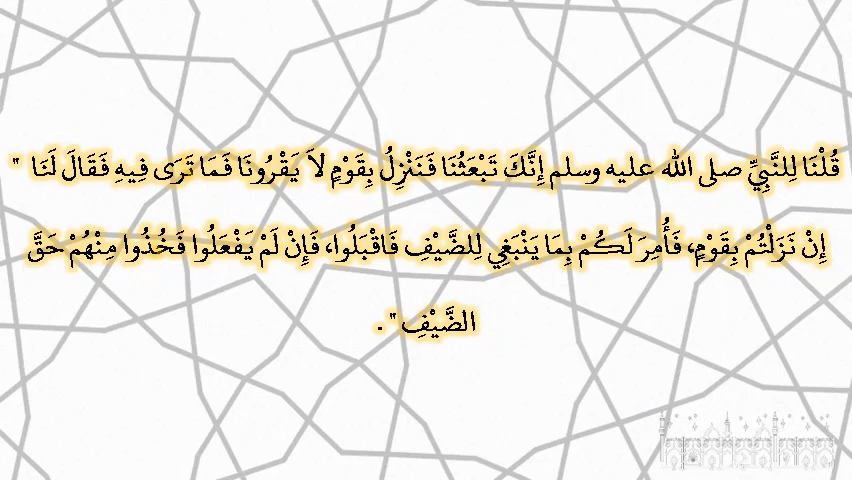 قُلْنَا لِلنَّبِيِّ صلى الله عليه وسلم إِنَّكَ تَبْعَثُنَا فَنَنْزِلُ بِقَوْمٍ لاَ يَقْرُونَا فَمَا تَرَى فِيهِ فَقَالَ لَنَا "
إِنْ نَزَلْتُمْ بِقَوْمٍ، فَأُمِرَ لَكُمْ بِمَا يَنْبَغِي لِلضَّيْفِ فَاقْبَلُوا، فَإِنْ لَمْ يَفْعَلُوا فَخُذُوا مِنْهُمْ حَقَّ
الضَّيْفِ ".